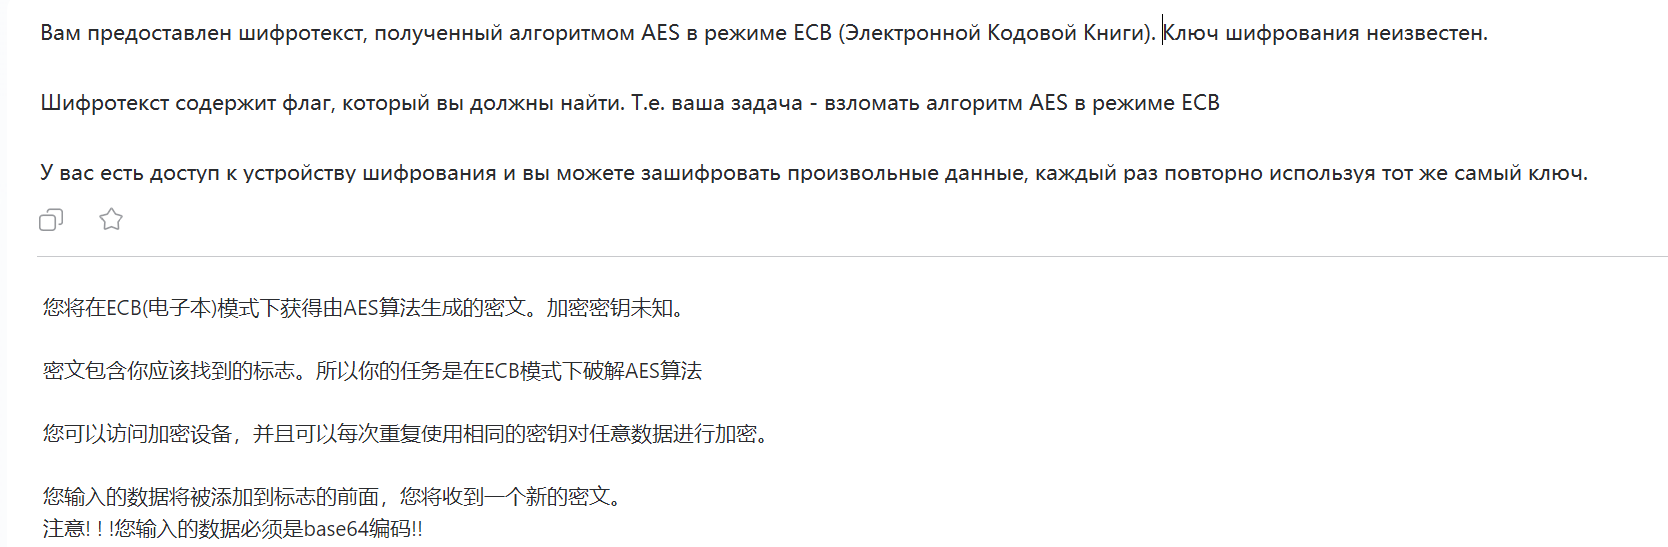 Вам предоставлен шифротекст, полученный алгоритмом AES в режиме ECB (Электронной Кодовой Книги). Ключ шифрования неизвестен.
Шифротекст содержит флаг, который вы должны найти. Т.е. ваша задача - взломать алгоритм AES в режиме ECB
У вас есть доступ к устройству шифрования и вы можете зашифровать произвольные данные, каждый раз повторно используя тот же самый ключ.
您将在ECB(电子本)模式下获得由AES算法生成的密文。加密密钥未知。
密文包含你应该找到的标志。所以你的任务是在ECB模式下破解AES算法
您可以访问加密设备，并且可以每次重复使用相同的密钥对任意数据进行加密。
您输入的数据将被添加到标志的前面，您将收到一个新的密文。
注意! ! !您输入的数据必须是base64编码!!